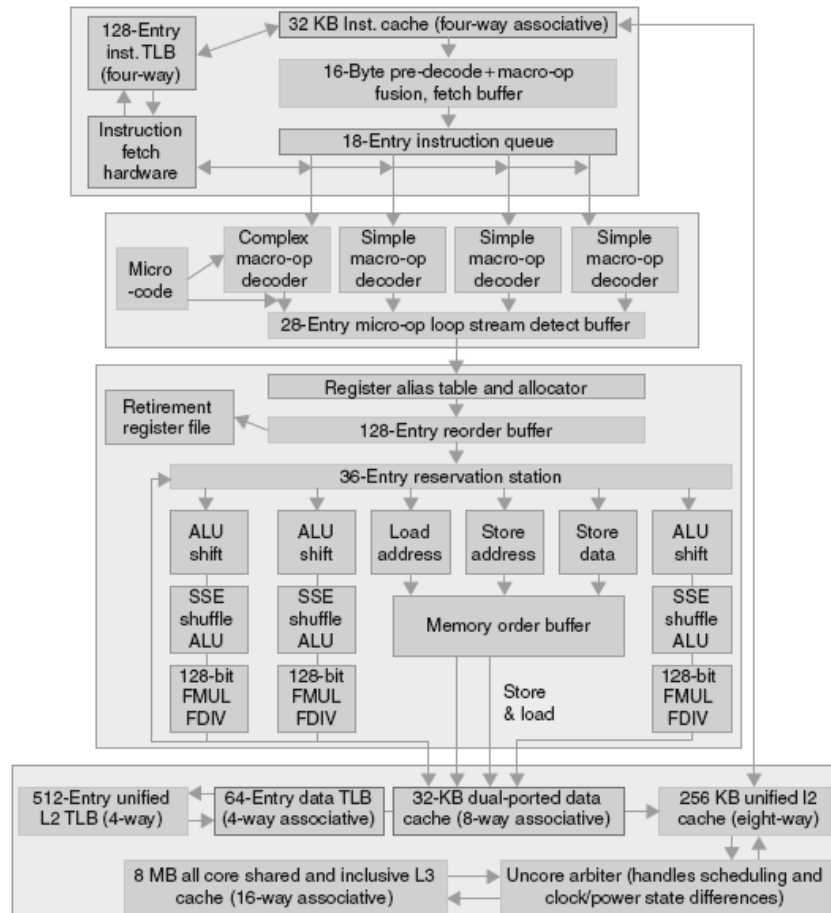 128-Entry
inst. TLB
(four-way)
32 KB Inst. cache (four-way associative)
16-Byte pre-decode + macro-op
fusion, fetch buffer
Instruction
fetch
hardware
18-Entry instruction queue
Micro
-code
Complex
macro-op
decoder
Simple
macro-op
decoder
Simple
macro-op
decoder
Simple
macro-op
decoder
28-Entry micro-op loop stream detect buffer
Register alias table and allocator
Retirement
register file
128-Entry reorder buffer
36-Entry reservation station
ALU
shift
ALU
shift
Load
address
Store
address
Store
data
ALU
shift
SSE
shuffle
ALU
SSE
shuffle
ALU
Memory order buffer
SSE
shuffle
ALU
128-bit
FMUL
FDIV
128-bit
FMUL
FDIV
Store
& load
128-bit
FMUL
FDIV
512-Entry unified
L2 TLB (4-way)
64-Entry data TLB
(4-way associative)
32-KB dual-ported data
cache (8-way associative)
256 KB unified l2
cache (eight-way)
8 MB all core shared and inclusive L3
cache (16-way associative)
Uncore arbiter (handles scheduling and
clock/power state differences)